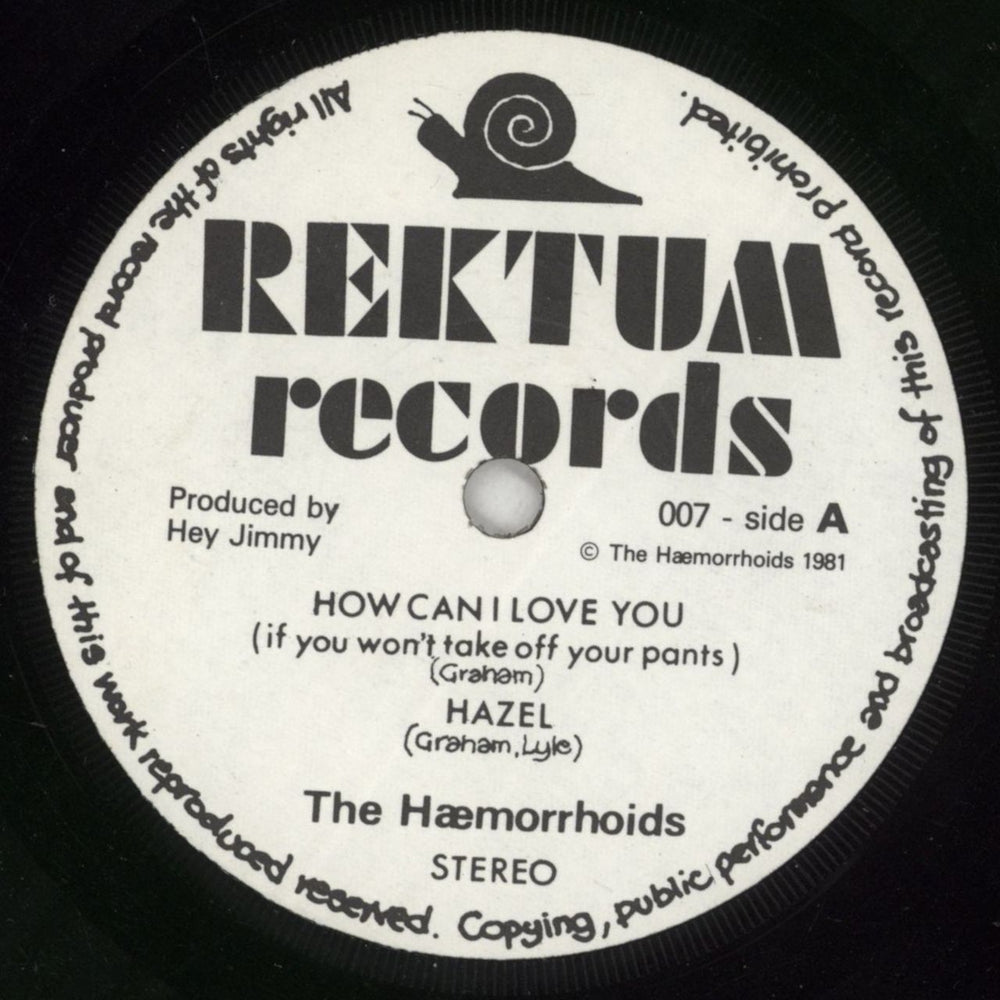 REKTUM
records
Produced by
Hey Jimmy
007 - side A
© The Hæmorrhoids 1981
HOW CAN I LOVE YOU
(if you won't take off your pants)
(Graham)
HAZEL
(Graham, Lyle)
The Hæmorrhoids
STEREO
All rights of the record producer and of this work reproduced reserved. Copying, public performance and broadcasting of this record prohibited.